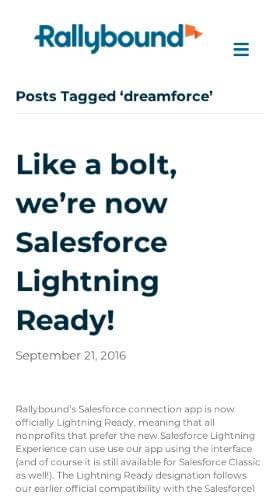 Rallybound
Posts Tagged ‘dreamforce’
Like a bolt,
we’re now
Salesforce
Lightning
Ready!
September 21, 2016
Rallybound’s Salesforce connection app is now
officially Lightning Ready, meaning that all
nonprofits that prefer the new Salesforce Lightning
Experience can use use our app using the interface
(and of course it is still available for Salesforce Classic
as well!). The Lightning Ready designation follows
our earlier official compatibility with the Salesforce1